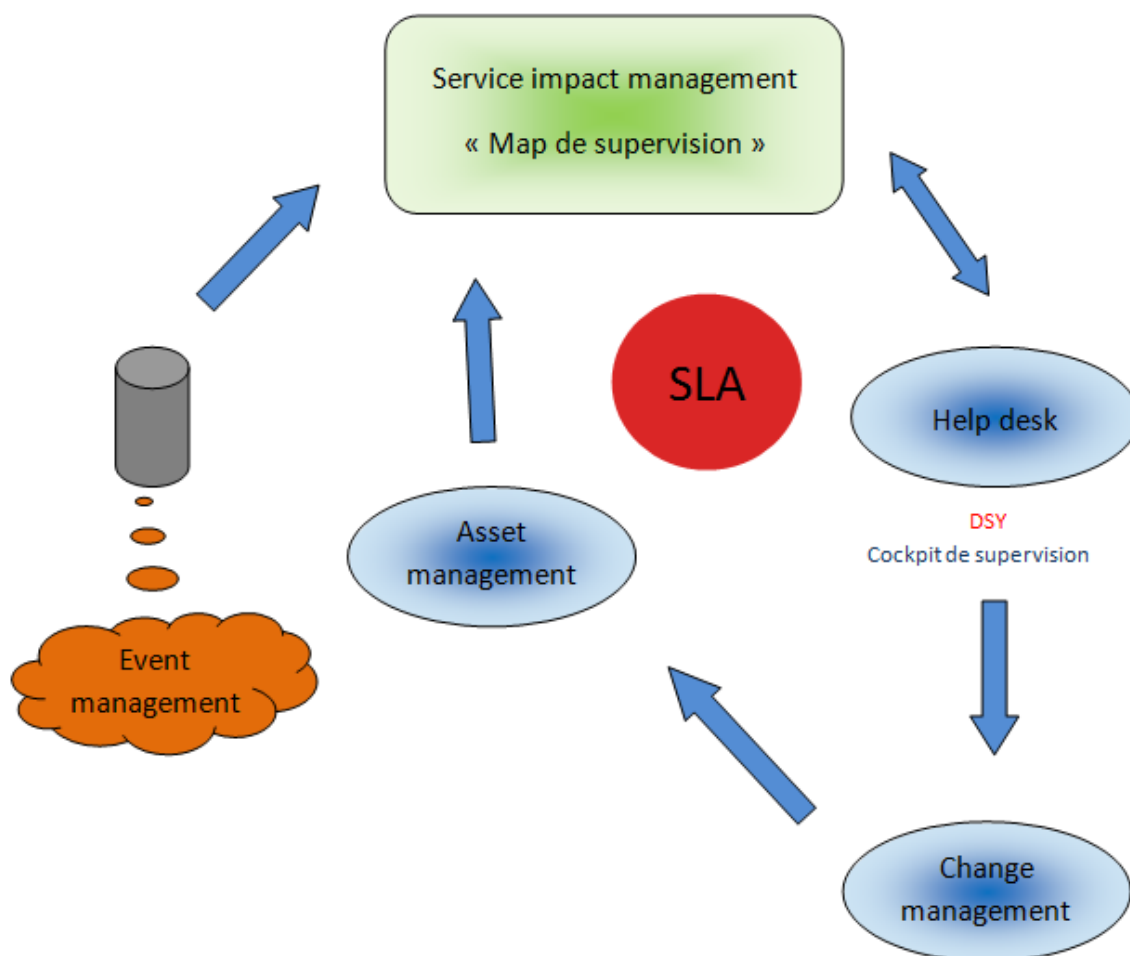 Service impact management
« Map de supervision »
SLA
Help desk
DSY
Cockpit de supervision
Asset
management
Event
management
Change
management